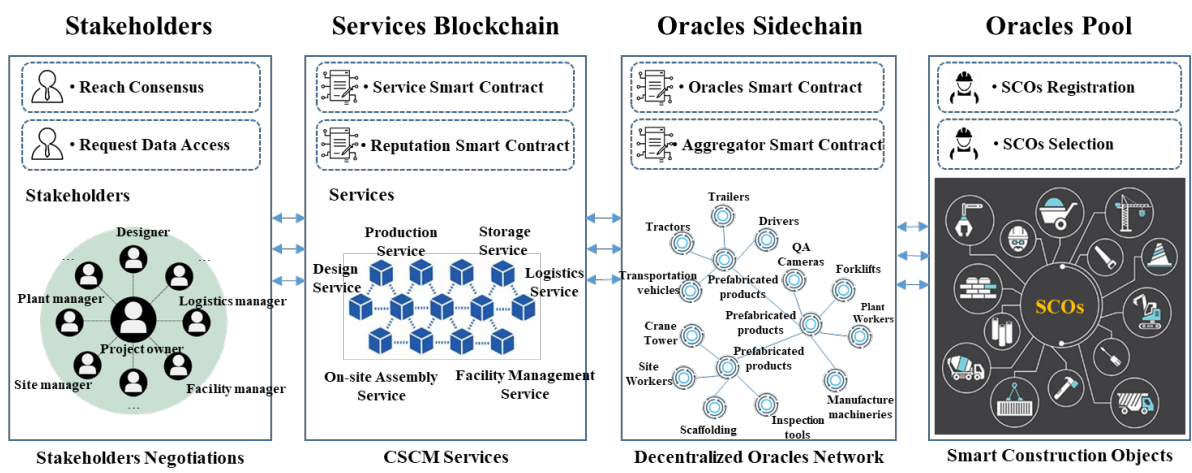 Stakeholders
Services Blockchain
Oracles Sidechain
Oracles Pool
• Reach Consensus
• Request Data Access
Stakeholders
Designer
...
...
Plant manager
Logistics manager
Project owner
Site manager
Facility manager
...
Stakeholders Negotiations
• Service Smart Contract
• Reputation Smart Contract
Services
Production
Service
Storage
Service
Design
Service
Logistics
Service
On-site Assembly
Service
Facility Management
Service
CSCM Services
• Oracles Smart Contract
• Aggregator Smart Contract
Trailers
Tractors
Drivers
QA
Cameras
Forklifts
Transportation
vehicles
Prefabricated
products
Prefabricated
products
Plant
Workers
Crane
Tower
Prefabricated
products
Site
Workers
Manufacture
machineries
Scaffolding
Inspection
tools
Decentralized Oracles Network
• SCOs Registration
• SCOs Selection
SCOs
Smart Construction Objects